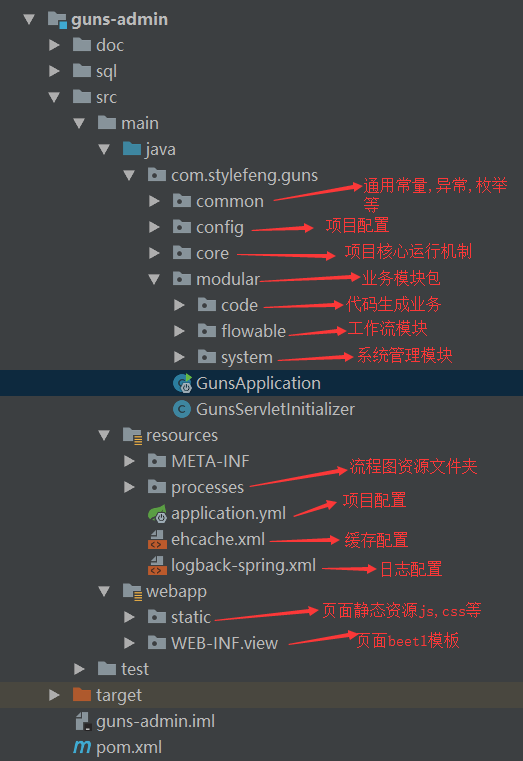 guns-admin
doc
sql
src
main
java
com.stylefeng.guns
common 通用常量,异常,枚举
等
config 项目配置
core 项目核心运行机制
modular 业务模块包
code 代码生成业务
flowable 工作流模块
system 系统管理模块
GunsApplication
GunsServletInitializer
resources
META-INF
processes 流程图资源文件夹
application.yml 项目配置
ehcache.xml 缓存配置
logback-spring.xml 日志配置
webapp
static 页面静态资源js,css等
WEB-INF.view 页面beetl模板
test
target
guns-admin.iml
pom.xml